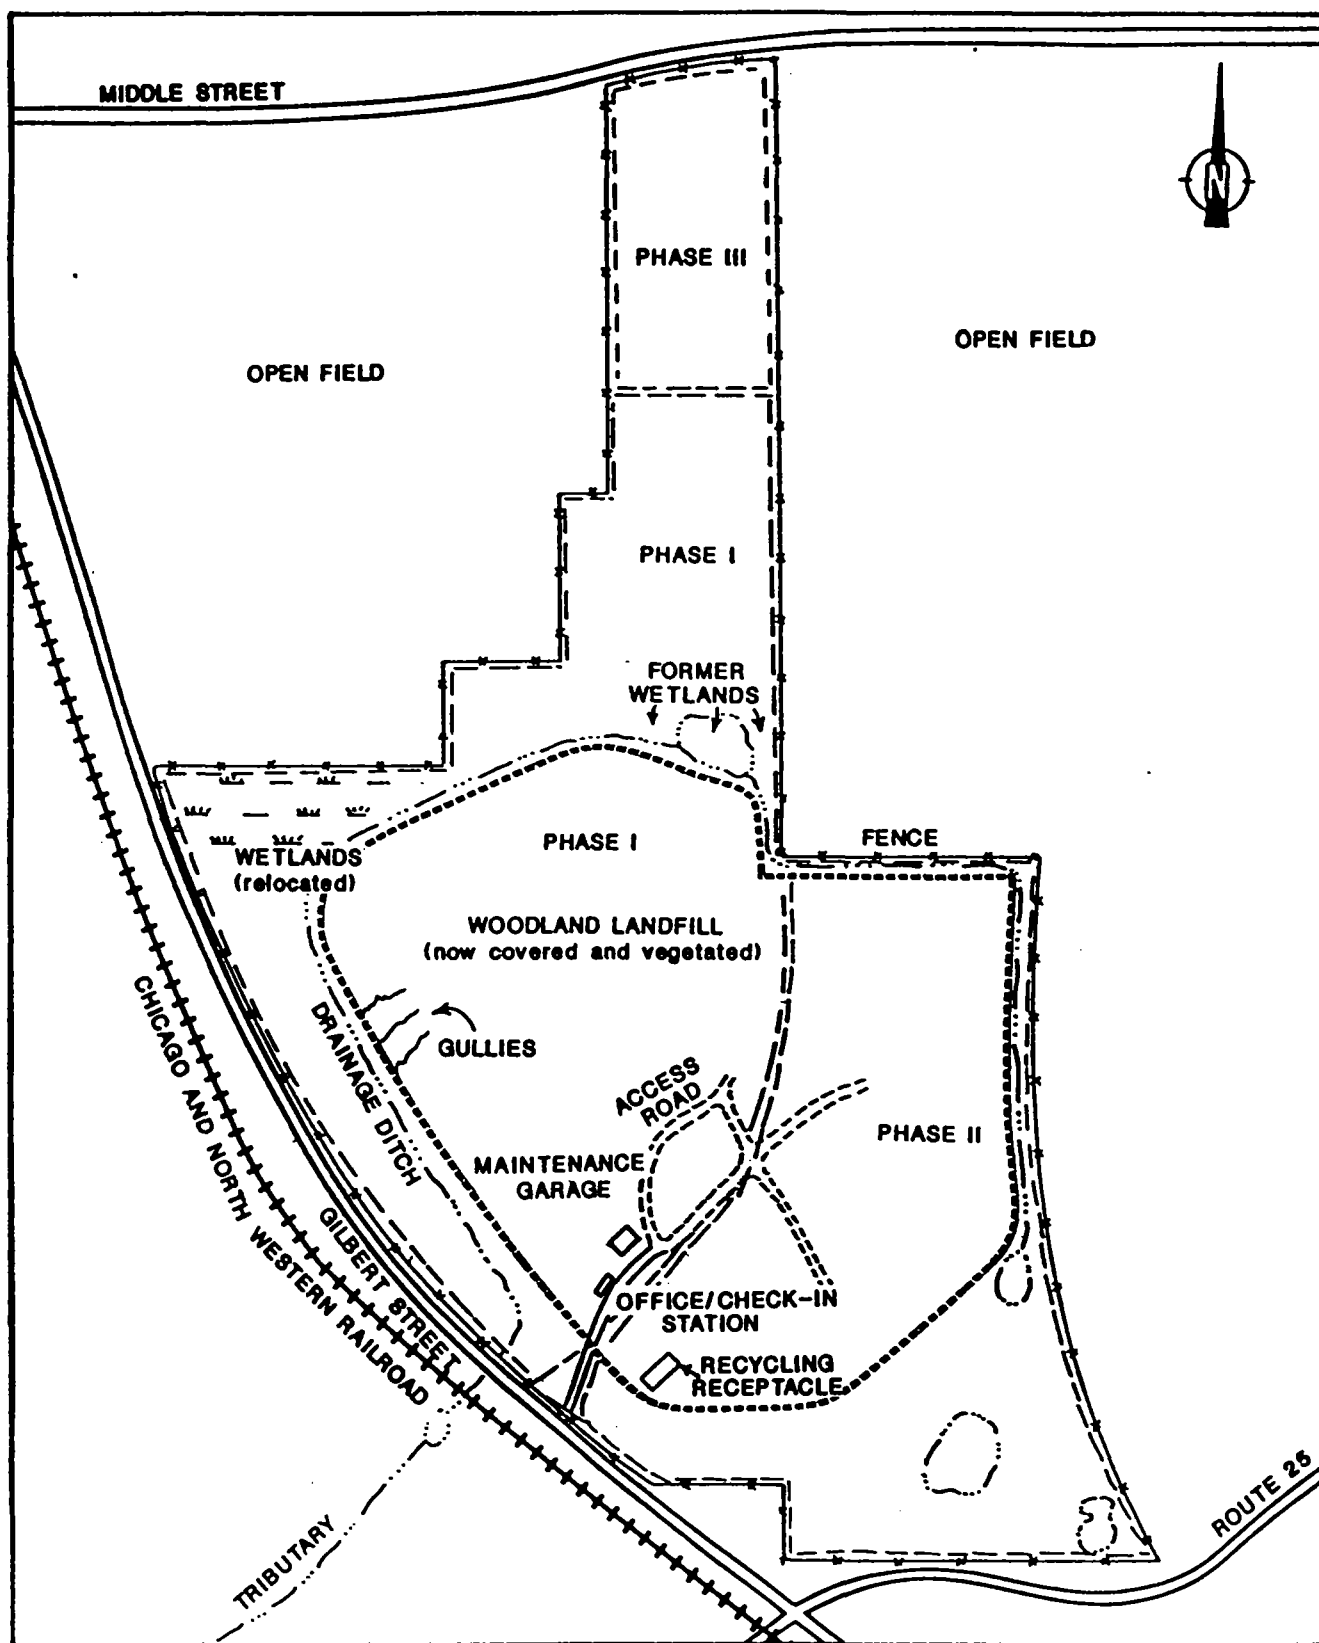 MIDDLE STREET
N
PHASE III
OPEN FIELD
OPEN FIELD
PHASE I
FORMER
WETLANDS
FENCE
PHASE I
WETLANDS
(relocated)
WOODLAND LANDFILL
(now covered and vegetated)
DRAINAGE DITCH
GULLIES
ACCESS
ROAD
PHASE II
MAINTENANCE
GARAGE
CHICAGO AND NORTH WESTERN RAILROAD
GILBERT STREET
OFFICE/CHECK-IN
STATION
RECYCLING
RECEPTACLE
ROUTE 25
TRIBUTARY